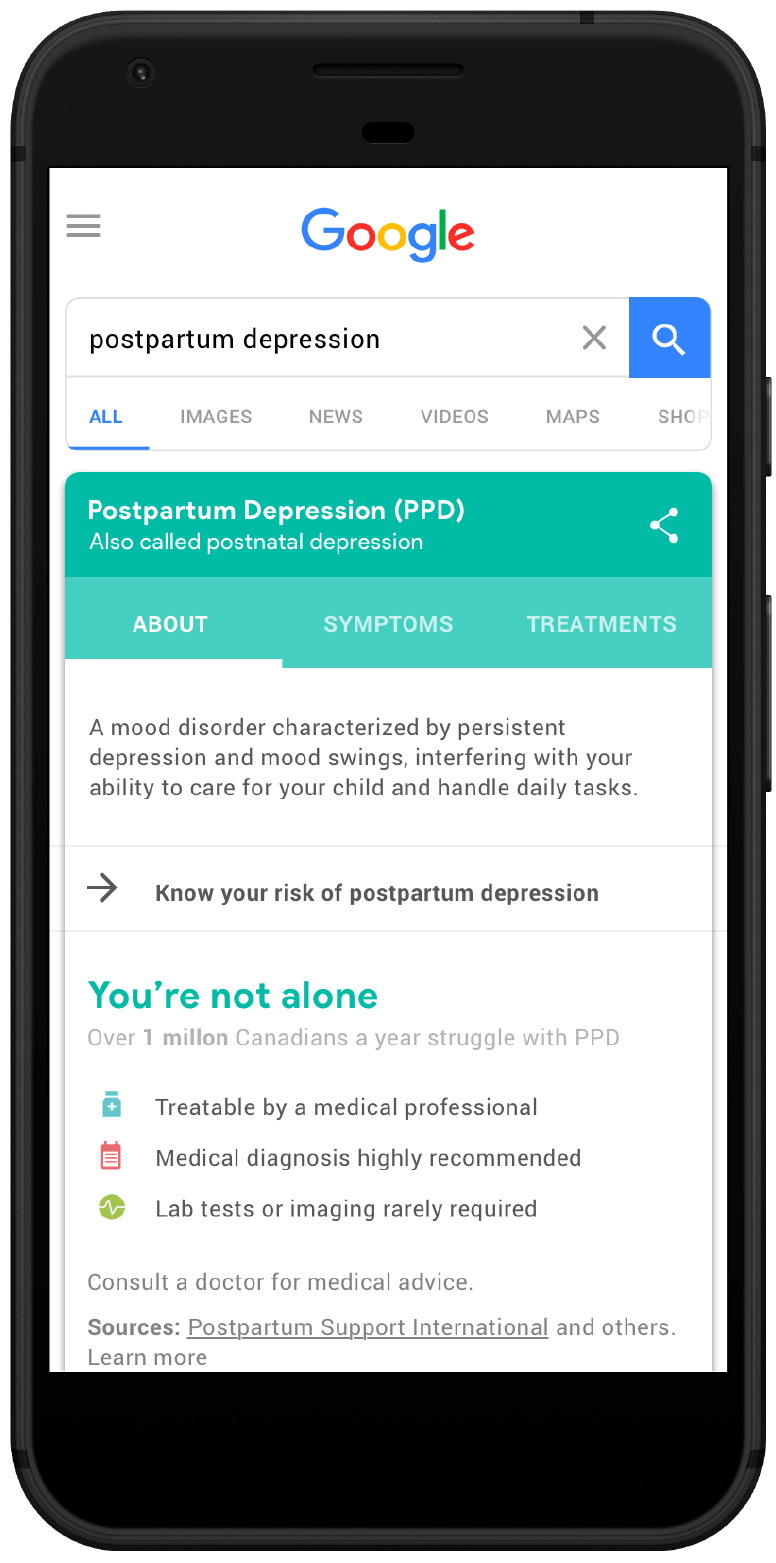 Google
postpartum depression
ALL IMAGES NEWS VIDEOS MAPS SHOP
Postpartum Depression (PPD)
Also called postnatal depression
ABOUT SYMPTOMS TREATMENTS
A mood disorder characterized by persistent
depression and mood swings, interfering with your
ability to care for your child and handle daily tasks.
Know your risk of postpartum depression
You're not alone
Over 1 millon Canadians a year struggle with PPD
Treatable by a medical professional
Medical diagnosis highly recommended
Lab tests or imaging rarely required
Consult a doctor for medical advice.
Sources: Postpartum Support International and others.
Learn more